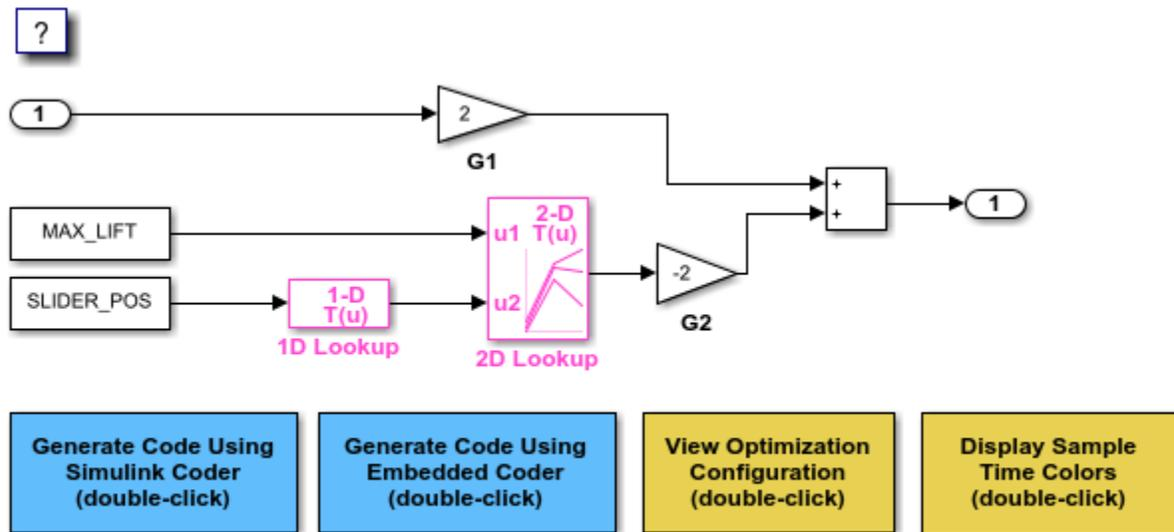 ?
1
2
G1
+
+
1
MAX_LIFT
u1
2-D
T(u)
-2
G2
SLIDER_POS
1-D
T(u)
1D Lookup
u2
2D Lookup
Generate Code Using
Simulink Coder
(double-click)
Generate Code Using
Embedded Coder
(double-click)
View Optimization
Configuration
(double-click)
Display Sample
Time Colors
(double-click)